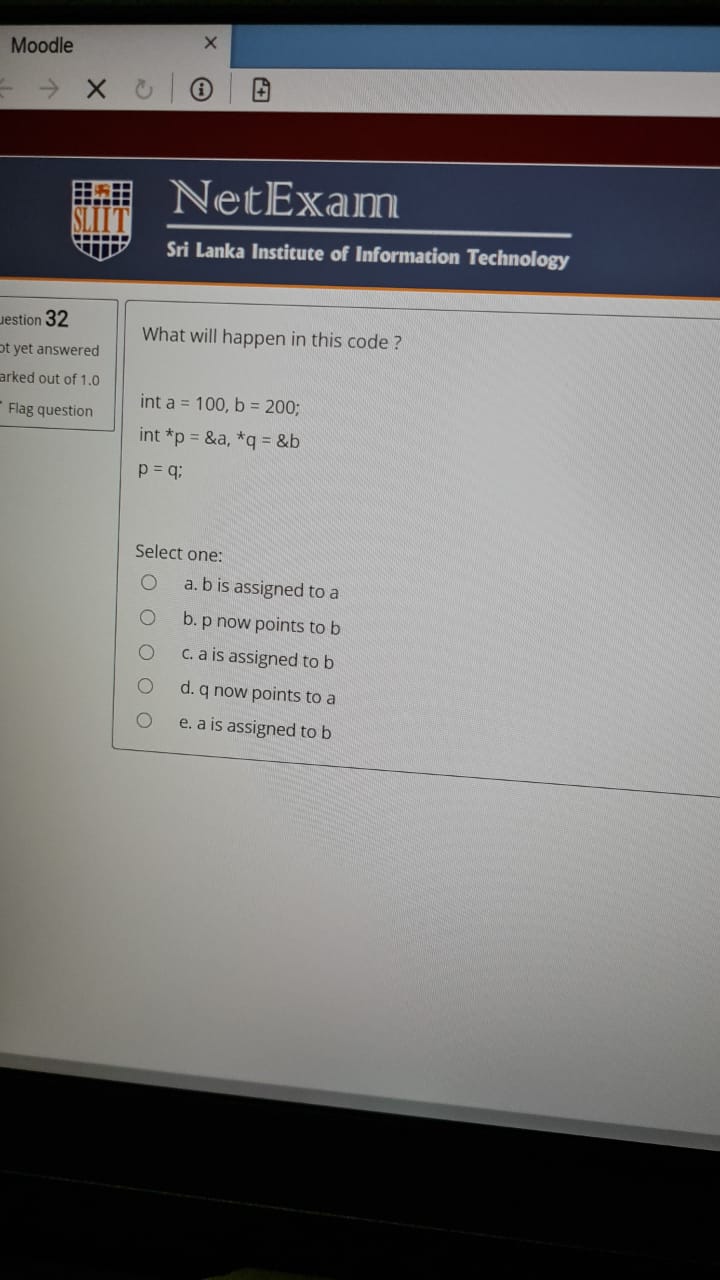 Moodle
SLIIT
NetExam
Sri Lanka Institute of Information Technology
uestion 32
ot yet answered
arked out of 1.0
Flag question
What will happen in this code ?
int a = 100, b = 200;
int *p = &a, *q = &b
p = q;
Select one:
a. b is assigned to a
b. p now points to b
c. a is assigned to b
d. q now points to a
e. a is assigned to b